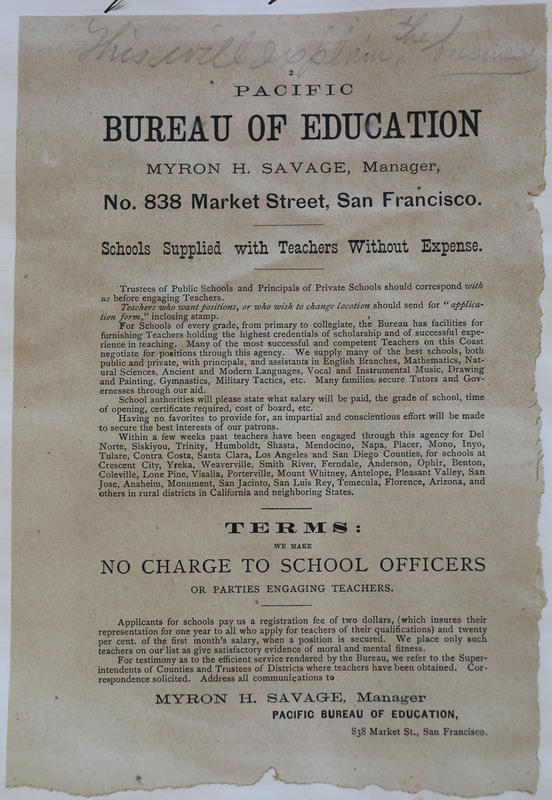 This will explain, the business
2
PACIFIC
BUREAU OF EDUCATION
MYRON H. SAVAGE, Manager,
No. 838 Market Street, San Francisco.
Schools Supplied with Teachers Without Expense.
Trustees of Public Schools and Principals of Private Schools should correspond with
us before engaging Teachers.
Teachers who want positions, or who wish to change location should send for "applica-
tion form," inclosing stamp.
For Schools of every grade, from primary to collegiate, the Bureau has facilities for
furnishing Teachers holding the highest credentials of scholarship and of successful expe-
rience in teaching. Many of the most successful and competent Teachers on this Coast
negotiate for positions through this agency. We supply many of the best schools, both
public and private, with principals, and assistants in English Branches, Mathematics, Nat-
ural Sciences, Ancient and Modern Languages, Vocal and Instrumental Music, Drawing
and Painting, Gymnastics, Military Tactics, etc. Many families secure Tutors and Gov-
ernesses through our aid.
School authorities will please state what salary will be paid, the grade of school, time
of opening, certificate required, cost of board, etc.
Having no favorites to provide for, an impartial and conscientious effort will be made
to secure the best interests of our patrons.
Within a few weeks past teachers have been engaged through this agency for Del
Norte, Siskiyou, Trinity, Humboldt, Shasta, Mendocino, Napa, Placer, Mono, Inyo,
Tulare, Contra Costa, Santa Clara, Los Angeles and San Diego Counties, for schools at
Crescent City, Yreka, Weaverville, Smith River, Ferndale, Anderson, Ophir, Benton,
Coleville, Lone Pine, Visalia, Porterville, Mount Whitney, Antelope, Pleasant Valley, San
Jose, Anaheim, Monument, San Jacinto, San Luis Rey, Temecula, Florence, Arizona, and
others in rural districts in California and neighboring States.
TERMS:
WE MAKE
NO CHARGE TO SCHOOL OFFICERS
OR PARTIES ENGAGING TEACHERS.
Applicants for schools pay us a registration fee of two dollars, (which insures their
representation for one year to all who apply for teachers of their qualifications) and twenty
per cent. of the first month's salary, when a position is secured. We place only such
teachers on our list as give satisfactory evidence of moral and mental fitness.
For testimony as to the efficient service rendered by the Bureau, we refer to the Super-
intendents of Counties and Trustees of Districts where teachers have been obtained. Cor-
respondence solicited. Address all communications to
MYRON H. SAVAGE, Manager
PACIFIC BUREAU OF EDUCATION,
838 Market St., San Francisco.